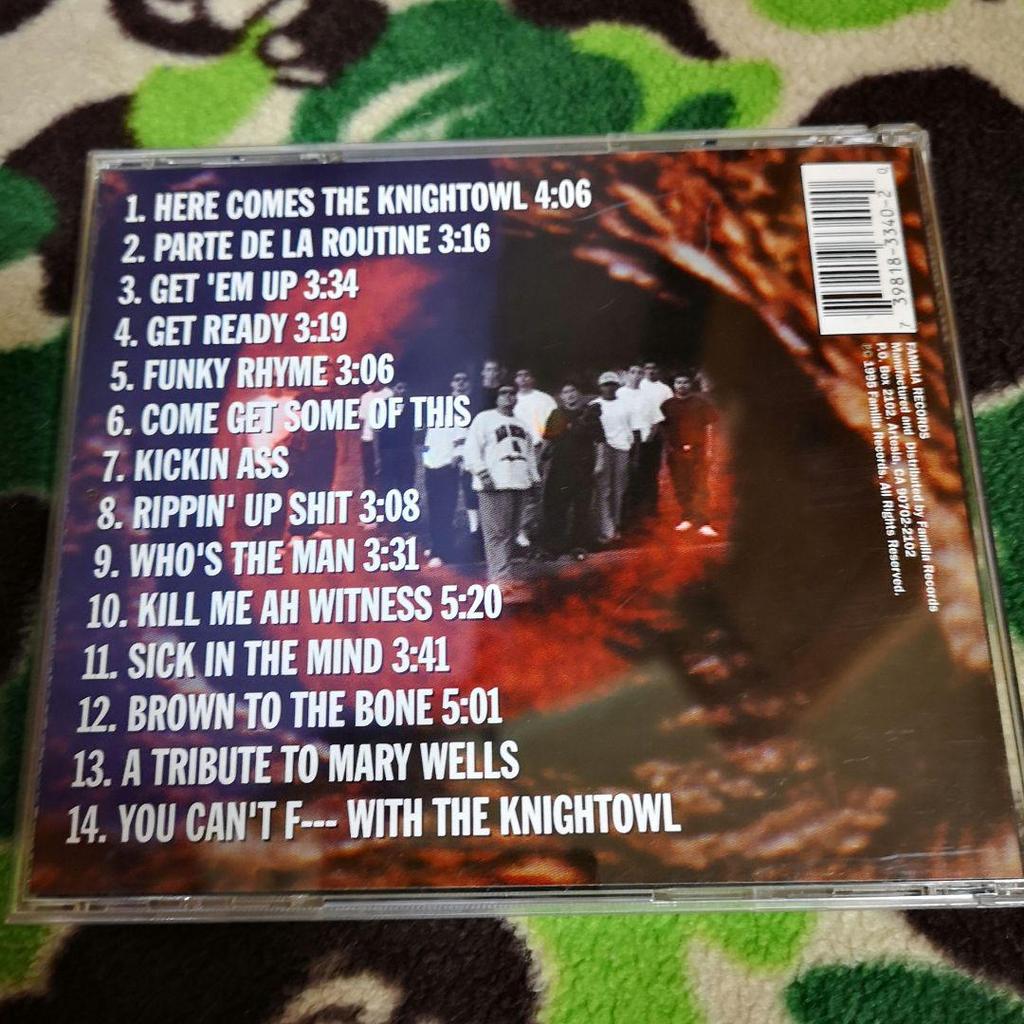 1. HERE COMES THE KNIGHTOWL 4:06
2. PARTE DE LA ROUTINE 3:16
3. GET 'EM UP 3:34
4. GET READY 3:19
5. FUNKY RHYME 3:06
6. COME GET SOME OF THIS
7. KICKIN ASS
8. RIPPIN' UP SHIT 3:08
9. WHO'S THE MAN 3:31
10. KILL ME AH WITNESS 5:20
11. SICK IN THE MIND 3:41
12. BROWN TO THE BONE 5:01
13. A TRIBUTE TO MARY WELLS
14. YOU CAN'T F--- WITH THE KNIGHTOWL
7 39818-3340-2 0
FAMILIA RECORDS
Manufactured and Distributed by Familia Records
P.O. Box 2102, Artesia, CA 90702-2102
℗© 1995 Familia Records. All Rights Reserved.